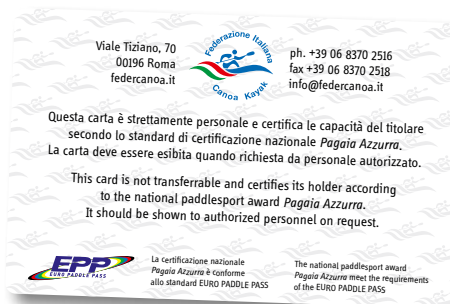 Viale Tiziano, 70
00196 Roma
federcanoa.it
Federazione Italiana
Canoa Kayak
ph. +39 06 8370 2516
fax +39 06 8370 2518
info@federcanoa.it
Questa carta è strettamente personale e certifica le capacità del titolare
secondo lo standard di certificazione nazionale Pagaia Azzurra.
La carta deve essere esibita quando richiesta da personale autorizzato.
This card is not transferrable and certifies its holder according
to the national paddlesport award Pagaia Azzurra.
It should be shown to authorized personnel on request.
EPP
EURO PADDLE PASS
La certificazione nazionale
Pagaia Azzurra è conforme
allo standard EURO PADDLE PASS
The national paddlesport award
Pagaia Azzurra meet the requirements
of the EURO PADDLE PASS